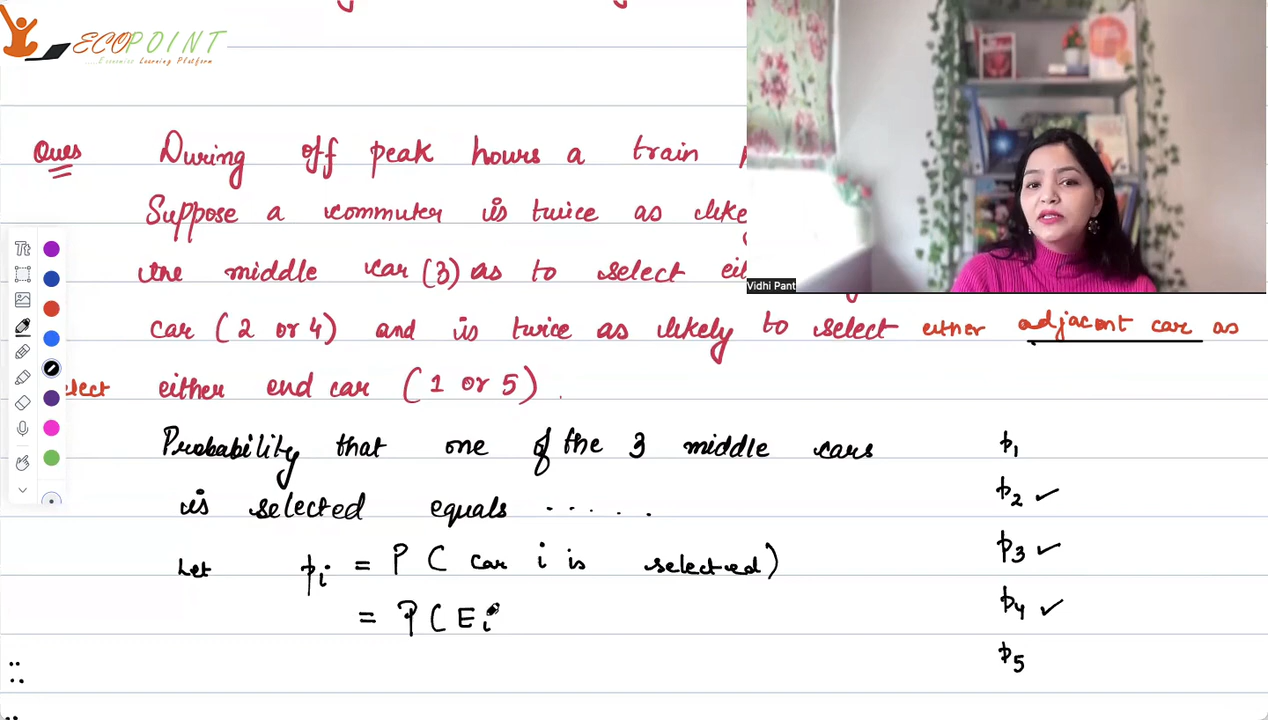 ECOPOINT
....Economics Learning Platform
Ques During off peak hours a train
Suppose a commuter is twice as
the middle car (3) as to select
car (2 or 4) and is twice as likely to select either adjacent car as
either end car (1 or 5).
Probability that one of the 3 middle cars
is selected equals ......
Let pi = P( car i is selected)
= P( Ei
p1
p2 ✓
p3 ✓
p4 ✓
p5
Vidhi Pant
Tt